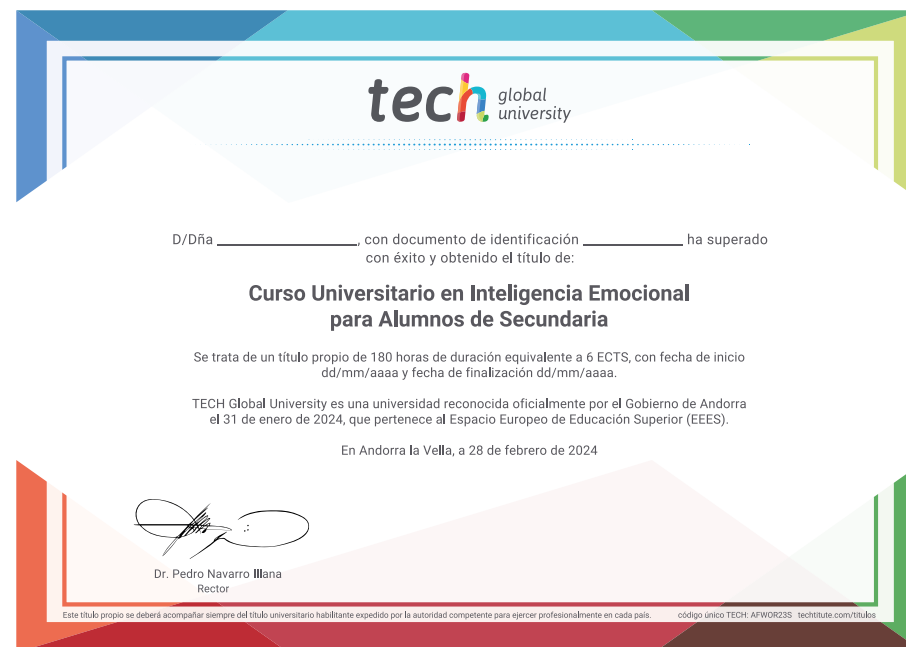 tech global university
D/Dña ____________________, con documento de identificación ______________ ha superado
con éxito y obtenido el título de:
Curso Universitario en Inteligencia Emocional
para Alumnos de Secundaria
Se trata de un título propio de 180 horas de duración equivalente a 6 ECTS, con fecha de inicio
dd/mm/aaaa y fecha de finalización dd/mm/aaaa.
TECH Global University es una universidad reconocida oficialmente por el Gobierno de Andorra
el 31 de enero de 2024, que pertenece al Espacio Europeo de Educación Superior (EEES).
En Andorra la Vella, a 28 de febrero de 2024
Dr. Pedro Navarro Illana
Rector
Este título propio se deberá acompañar siempre del título universitario habilitante expedido por la autoridad competente para ejercer profesionalmente en cada país. código único TECH: AFWOR23S techtitute.com/titulos